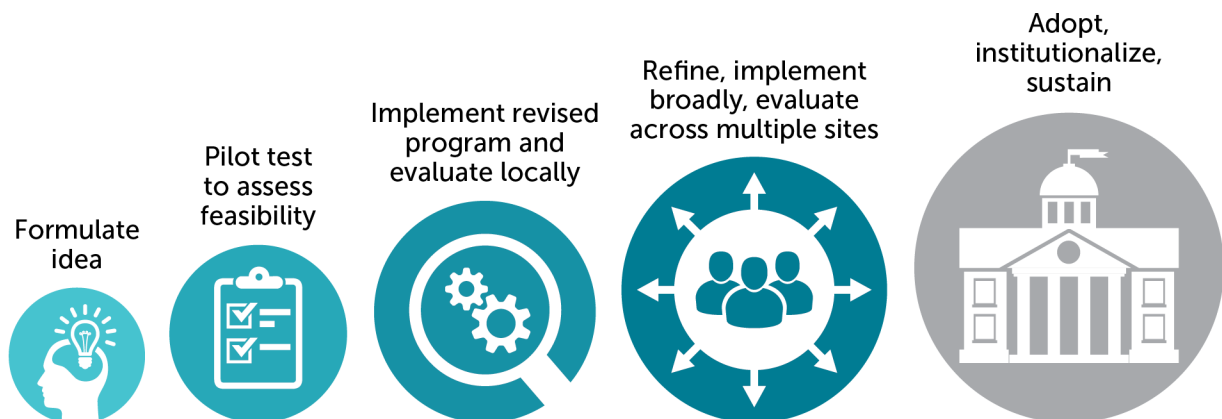 Formulate
idea
Pilot test
to assess
feasibility
Implement revised
program and
evaluate locally
Refine, implement
broadly, evaluate
across multiple sites
Adopt,
institutionalize,
sustain